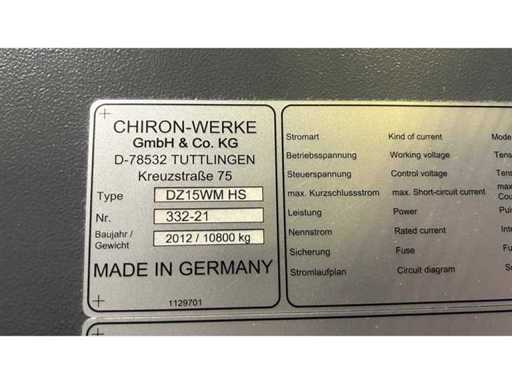 CHIRON-WERKE
GmbH & Co. KG
D-78532 TUTTLINGEN
Kreuzstraße 75
Type DZ15WM HS
Nr. 332-21
Baujahr / Gewicht 2012 / 10800 kg
MADE IN GERMANY
1129701
Stromart Kind of current
Betriebsspannung Working voltage
Steuerspannung Control voltage
max. Kurzschlussstrom max. Short-circuit current max.
Leistung Power
Nennstrom Rated current
Sicherung Fuse
Stromlaufplan Circuit diagram